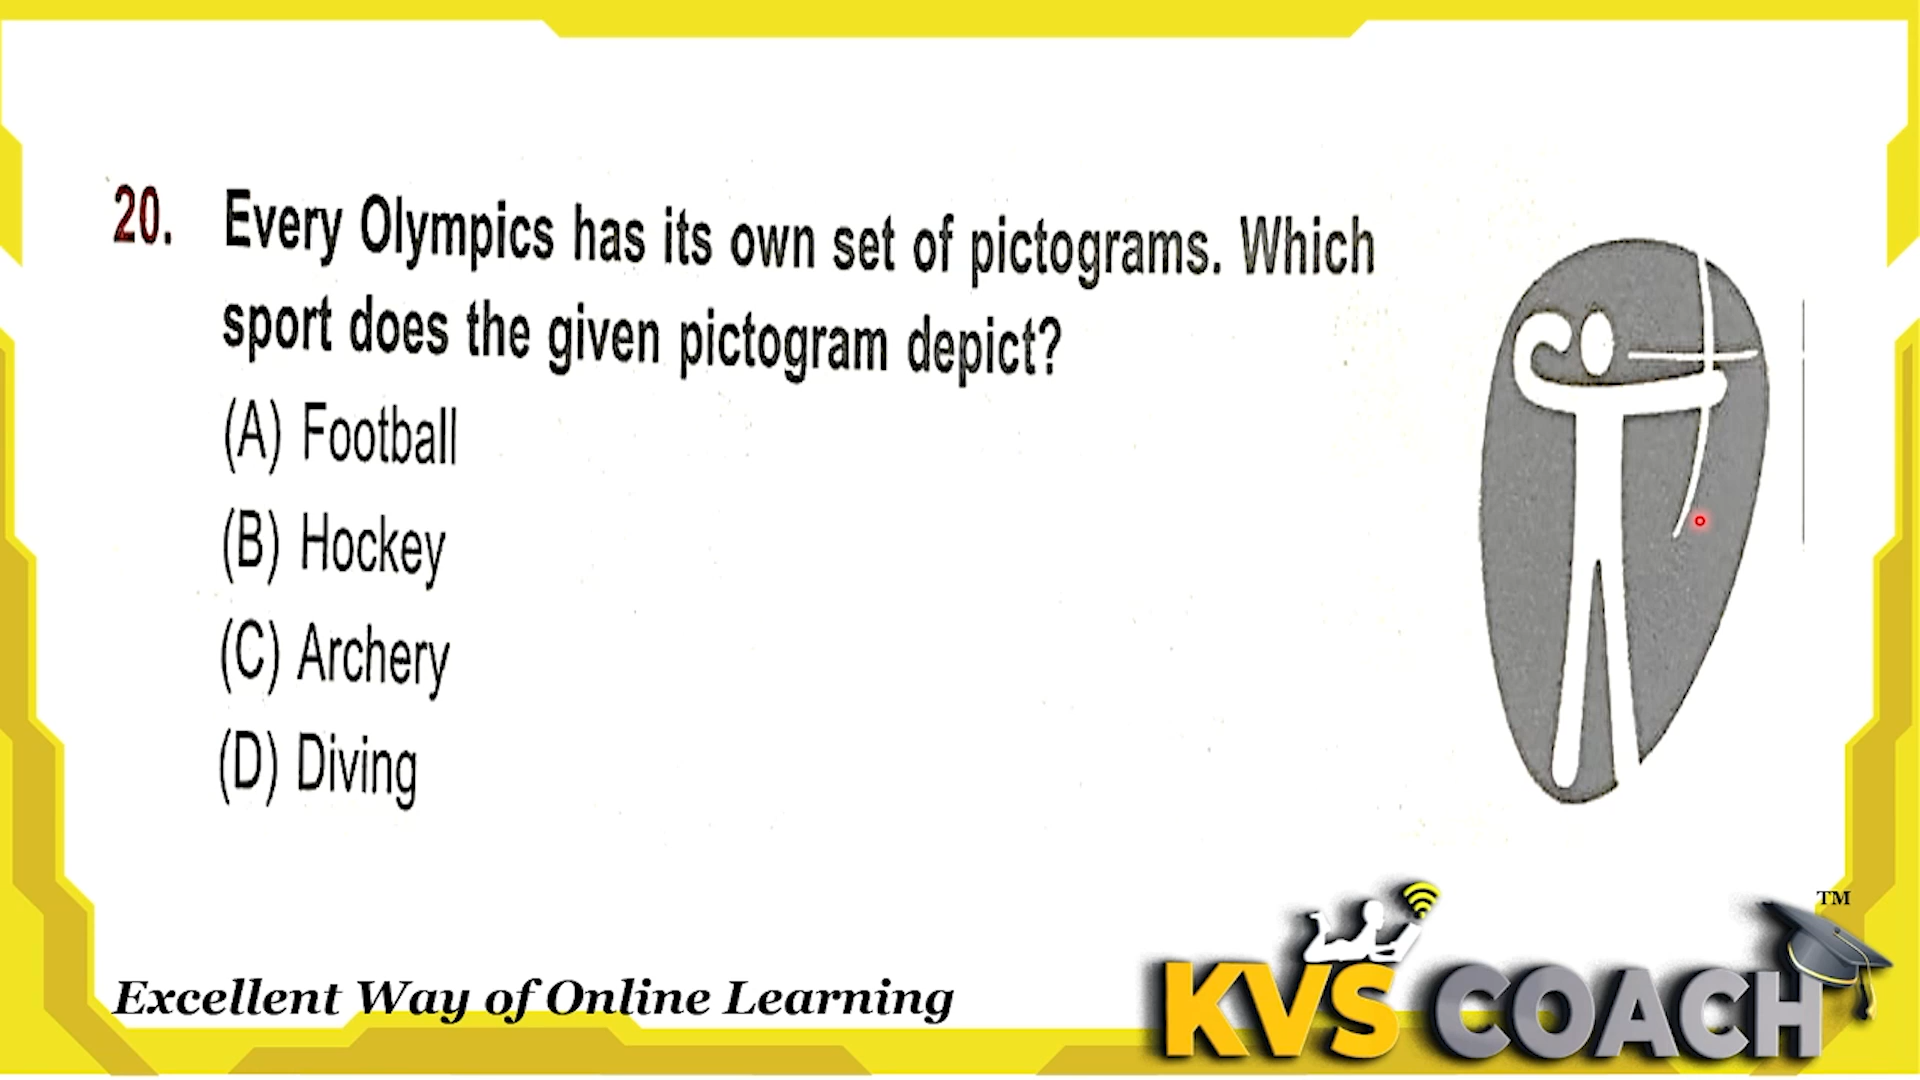 20. Every Olympics has its own set of pictograms. Which
sport does the given pictogram depict?
(A) Football
(B) Hockey
(C) Archery
(D) Diving
Excellent Way of Online Learning
KVS COACH ™